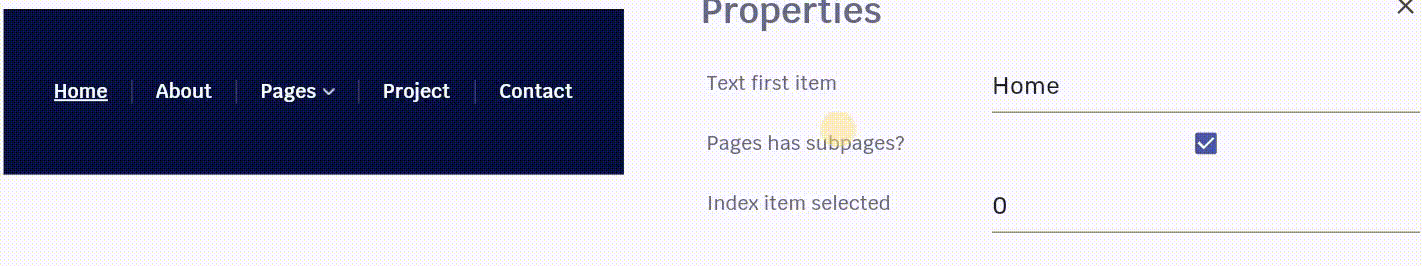 Home About Pages Project Contact
Properties
Text first item Home
Pages has subpages?
Index item selected 0